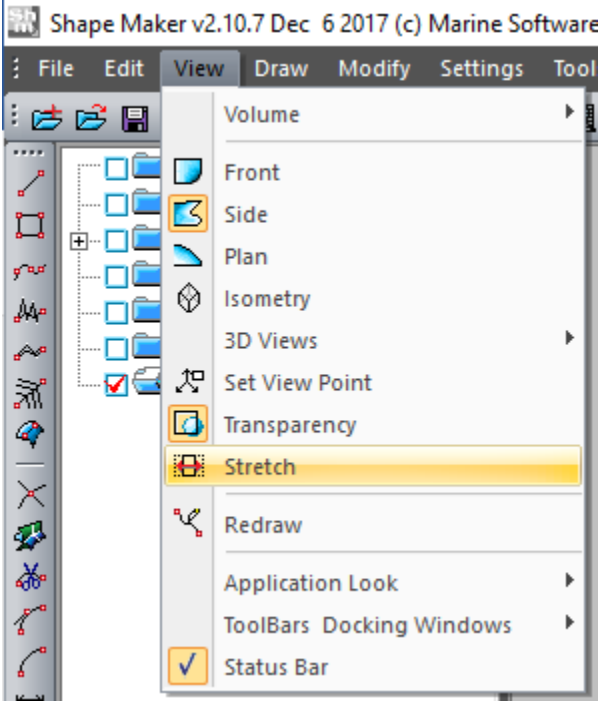 Shape Maker v2.10.7 Dec 6 2017 (c) Marine Software
File Edit View Draw Modify Settings Tool
Volume
Front
Side
Plan
Isometry
3D Views
Set View Point
Transparency
Stretch
Redraw
Application Look
ToolBars Docking Windows
Status Bar